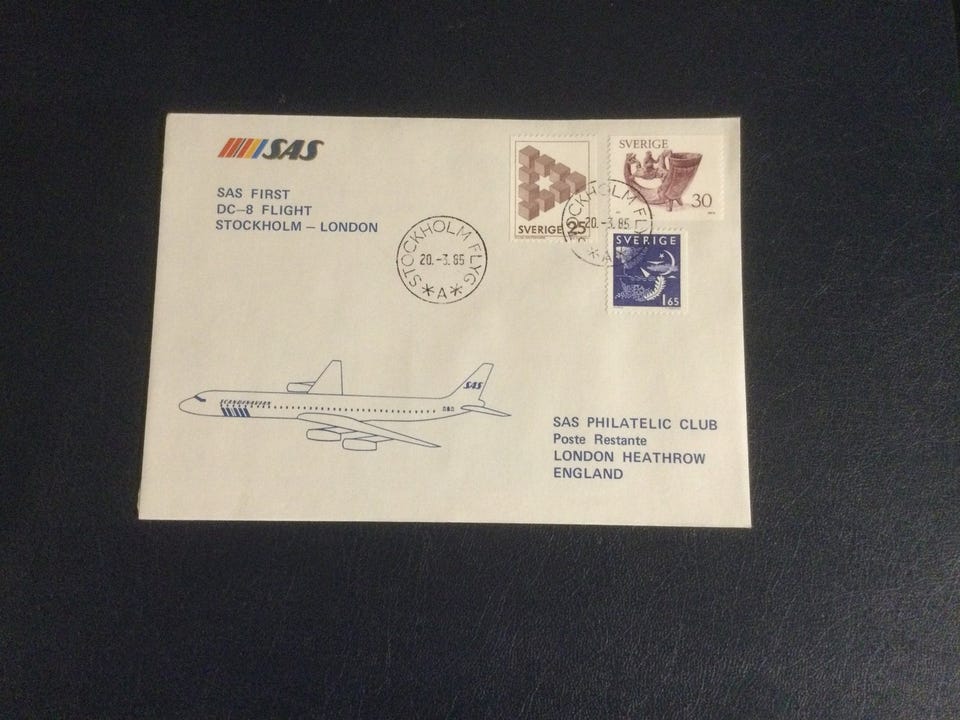 SAS
SAS FIRST
DC-8 FLIGHT
STOCKHOLM – LONDON
STOCKHOLM FLYG
20.-3.85
*A*
SVERIGE 25
SVERIGE
30
STOCKHOLM FLYG
20.-3.85
*A
SVERIGE
1.65
SAS
SCANDINAVIAN
SAS PHILATELIC CLUB
Poste Restante
LONDON HEATHROW
ENGLAND